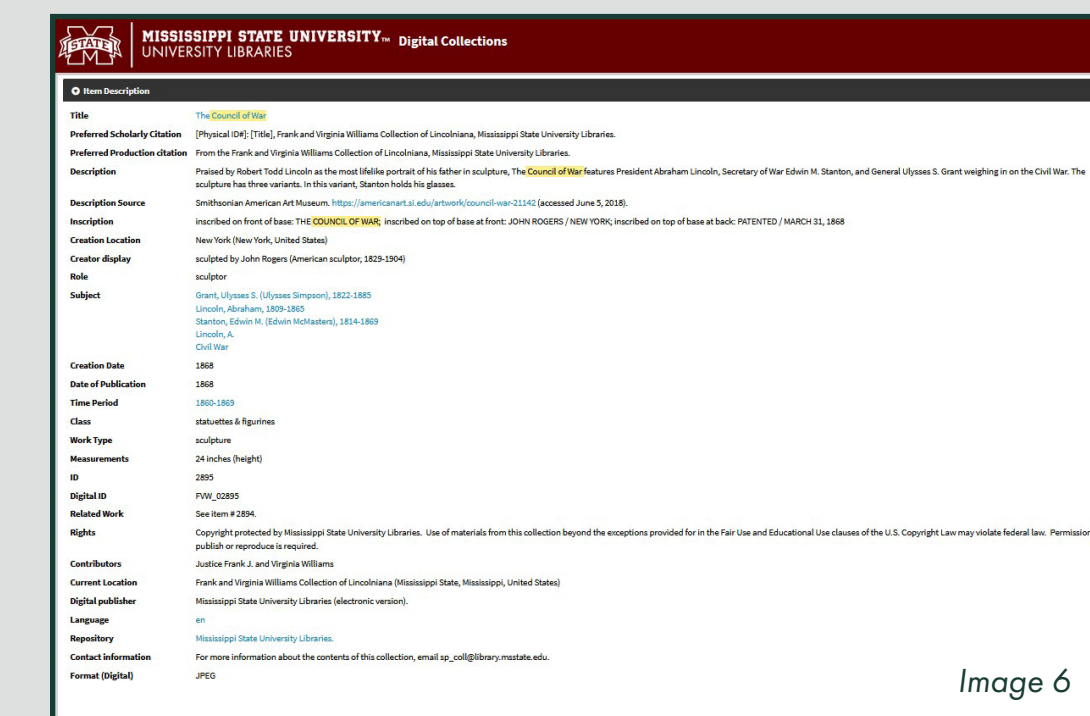 STATE
MISSISSIPPI STATE UNIVERSITY™ Digital Collections
UNIVERSITY LIBRARIES
Item Description
Title The Council of War
Preferred Scholarly Citation [Physical ID#]: [Title], Frank and Virginia Williams Collection of Lincolniana, Mississippi State University Libraries.
Preferred Production citation From the Frank and Virginia Williams Collection of Lincolniana, Mississippi State University Libraries.
Description Praised by Robert Todd Lincoln as the most lifelike portrait of his father in sculpture, The Council of War features President Abraham Lincoln, Secretary of War Edwin M. Stanton, and General Ulysses S. Grant weighing in on the Civil War. The
sculpture has three variants. In this variant, Stanton holds his glasses.
Description Source Smithsonian American Art Museum. https://americanart.si.edu/artwork/council-war-21142 (accessed June 5, 2018).
Inscription inscribed on front of base: THE COUNCIL OF WAR; inscribed on top of base at front: JOHN ROGERS / NEW YORK; inscribed on top of base at back: PATENTED / MARCH 31, 1868
Creation Location New York (New York, United States)
Creator display sculpted by John Rogers (American sculptor, 1829-1904)
Role sculptor
Subject Grant, Ulysses S. (Ulysses Simpson), 1822-1885
Lincoln, Abraham, 1809-1865
Stanton, Edwin M. (Edwin McMasters), 1814-1869
Lincoln, A.
Civil War
Creation Date 1868
Date of Publication 1868
Time Period 1860-1869
Class statuettes & figurines
Work Type sculpture
Measurements 24 inches (height)
ID 2895
Digital ID FVW_02895
Related Work See item # 2894.
Rights Copyright protected by Mississippi State University Libraries. Use of materials from this collection beyond the exceptions provided for in the Fair Use and Educational Use clauses of the U.S. Copyright Law may violate federal law. Permission
publish or reproduce is required.
Contributors Justice Frank J. and Virginia Williams
Current Location Frank and Virginia Williams Collection of Lincolniana (Mississippi State, Mississippi, United States)
Digital publisher Mississippi State University Libraries (electronic version).
Language en
Repository Mississippi State University Libraries.
Contact information For more information about the contents of this collection, email sp_coll@library.msstate.edu.
Format (Digital) JPEG
Image 6